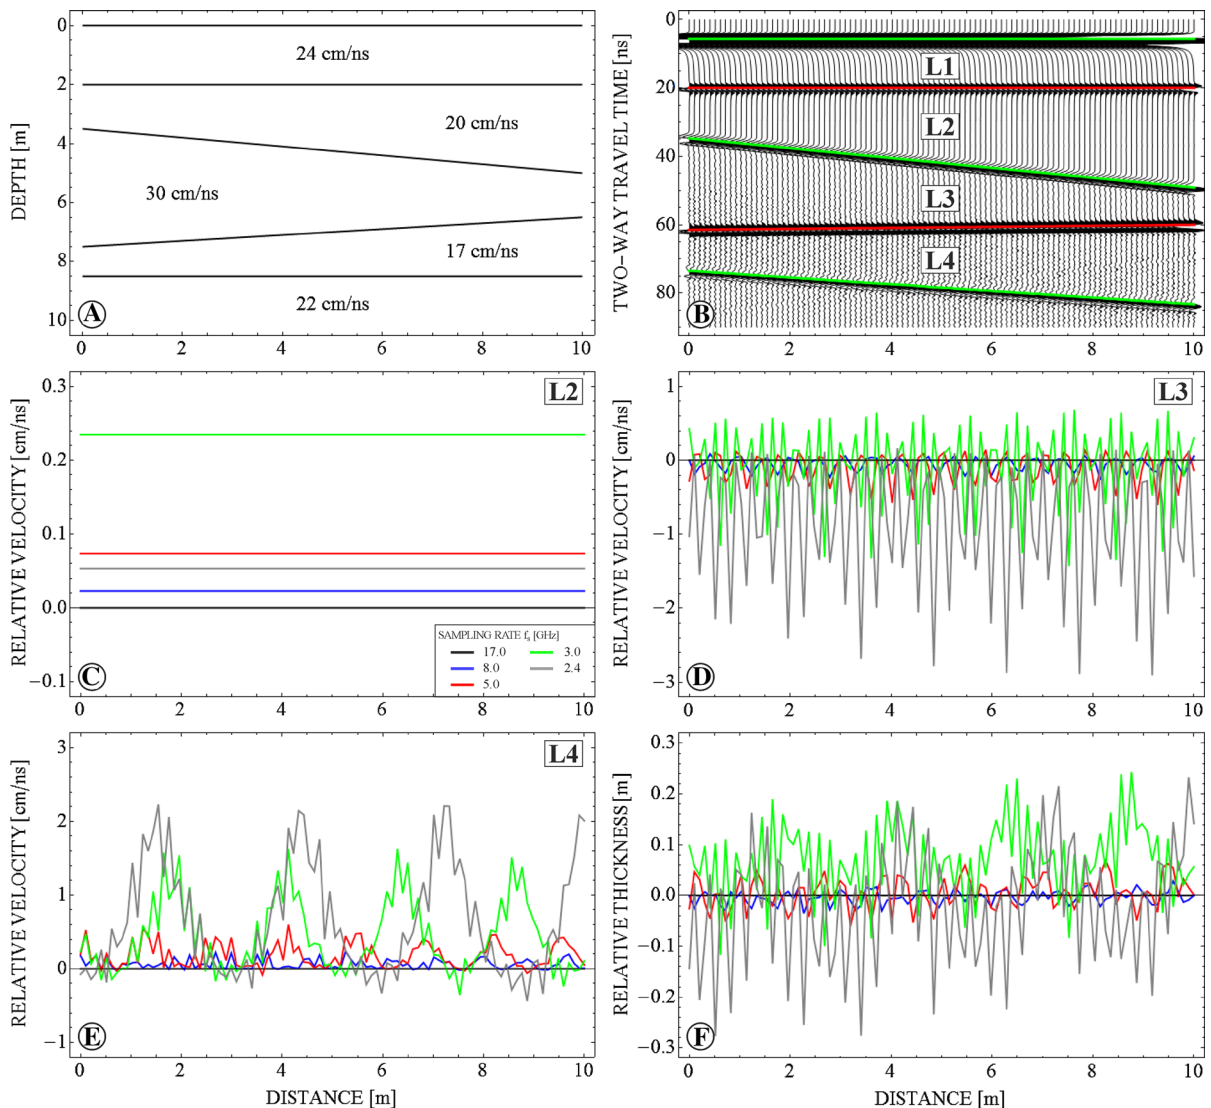 DEPTH [m]
0
2
4
6
8
10
24 cm/ns
20 cm/ns
30 cm/ns
17 cm/ns
22 cm/ns
A
0 2 4 6 8 10
TWO-WAY TRAVEL TIME [ns]
0
20
40
60
80
L1
L2
L3
L4
B
0 2 4 6 8 10
RELATIVE VELOCITY [cm/ns]
0.3
0.2
0.1
0.0
−0.1
L2
SAMPLING RATE fs [GHz]
17.0 3.0
8.0 2.4
5.0
C
0 2 4 6 8 10
RELATIVE VELOCITY [cm/ns]
1
0
−1
−2
−3
L3
D
0 2 4 6 8 10
RELATIVE VELOCITY [cm/ns]
3
2
1
0
−1
L4
E
0 2 4 6 8 10
DISTANCE [m]
RELATIVE THICKNESS [m]
0.3
0.2
0.1
0.0
−0.1
−0.2
−0.3
F
0 2 4 6 8 10
DISTANCE [m]